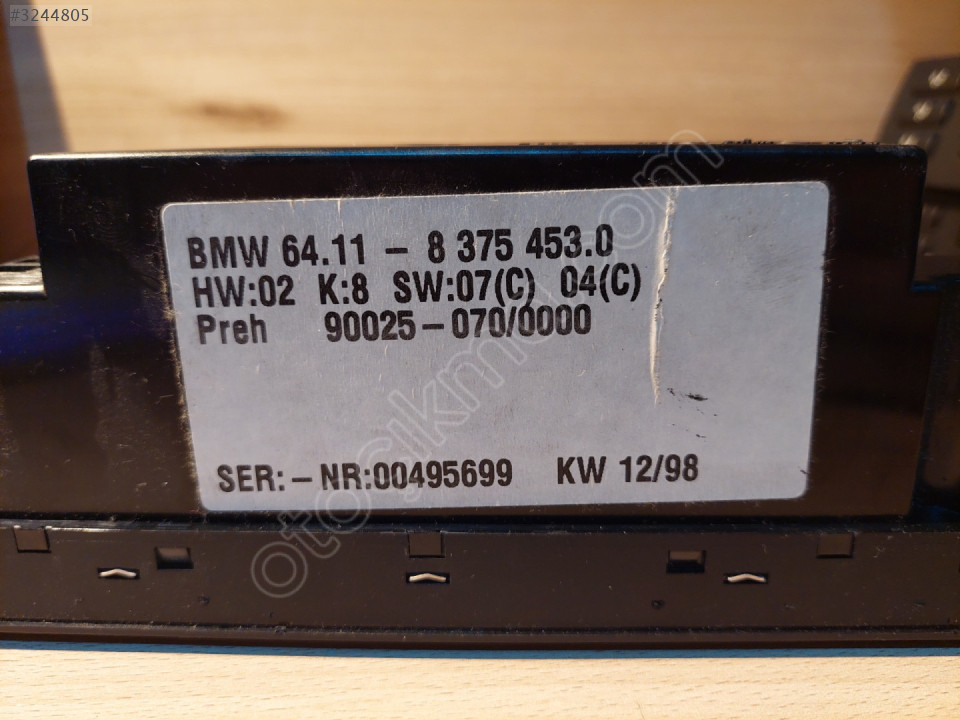 #3244805
BMW 64.11 - 8 375 453.0
HW:02 K:8 SW:07(C) 04(C)
Preh 90025-070/0000
SER:-NR:00495699 KW 12/98
otocikmob.com